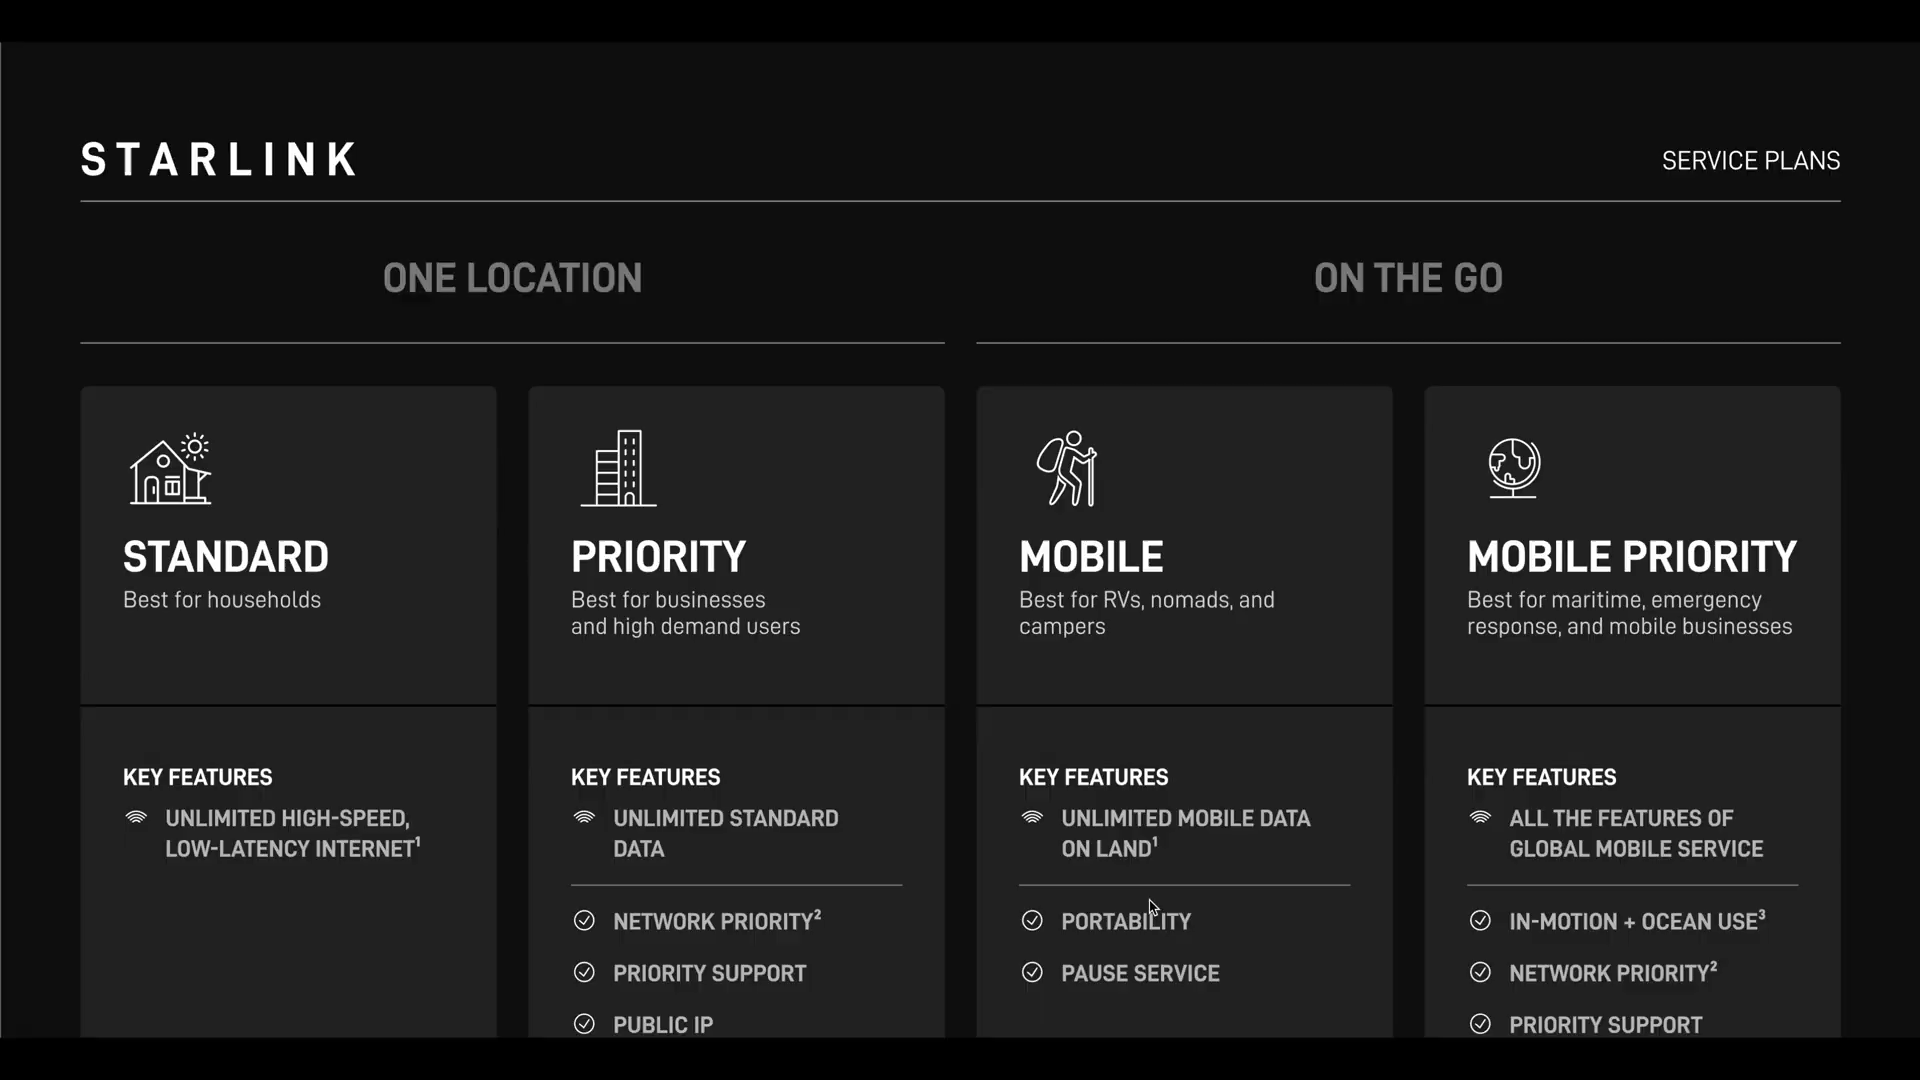 STARLINK
SERVICE PLANS
ONE LOCATION
ON THE GO
STANDARD
Best for households
KEY FEATURES
UNLIMITED HIGH-SPEED,
LOW-LATENCY INTERNET¹
PRIORITY
Best for businesses
and high demand users
KEY FEATURES
UNLIMITED STANDARD
DATA
NETWORK PRIORITY²
PRIORITY SUPPORT
PUBLIC IP
MOBILE
Best for RVs, nomads, and
campers
KEY FEATURES
UNLIMITED MOBILE DATA
ON LAND¹
PORTABILITY
PAUSE SERVICE
MOBILE PRIORITY
Best for maritime, emergency
response, and mobile businesses
KEY FEATURES
ALL THE FEATURES OF
GLOBAL MOBILE SERVICE
IN-MOTION + OCEAN USE³
NETWORK PRIORITY²
PRIORITY SUPPORT